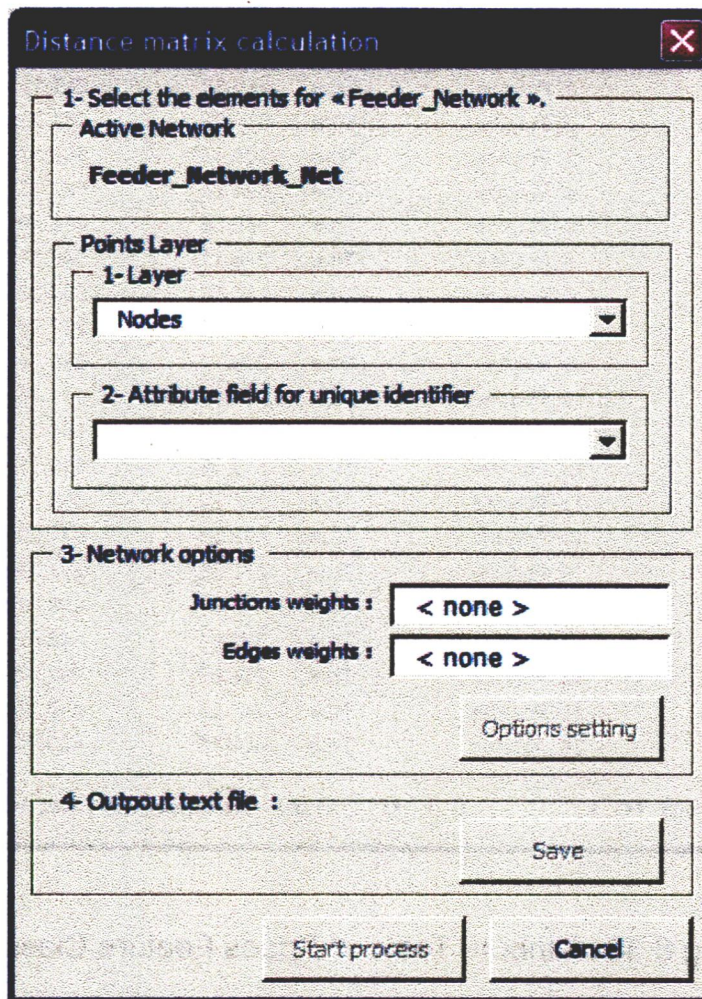 Distance matrix calculation
1- Select the elements for «Feeder_Network ».
Active Network
Feeder_Network_Net
Points Layer
1- Layer
Nodes
2- Attribute field for unique identifier
3- Network options
Junctions weights :
< none >
Edges weights :
< none >
Options setting
4- Outpout text file :
Save
Start process
Cancel